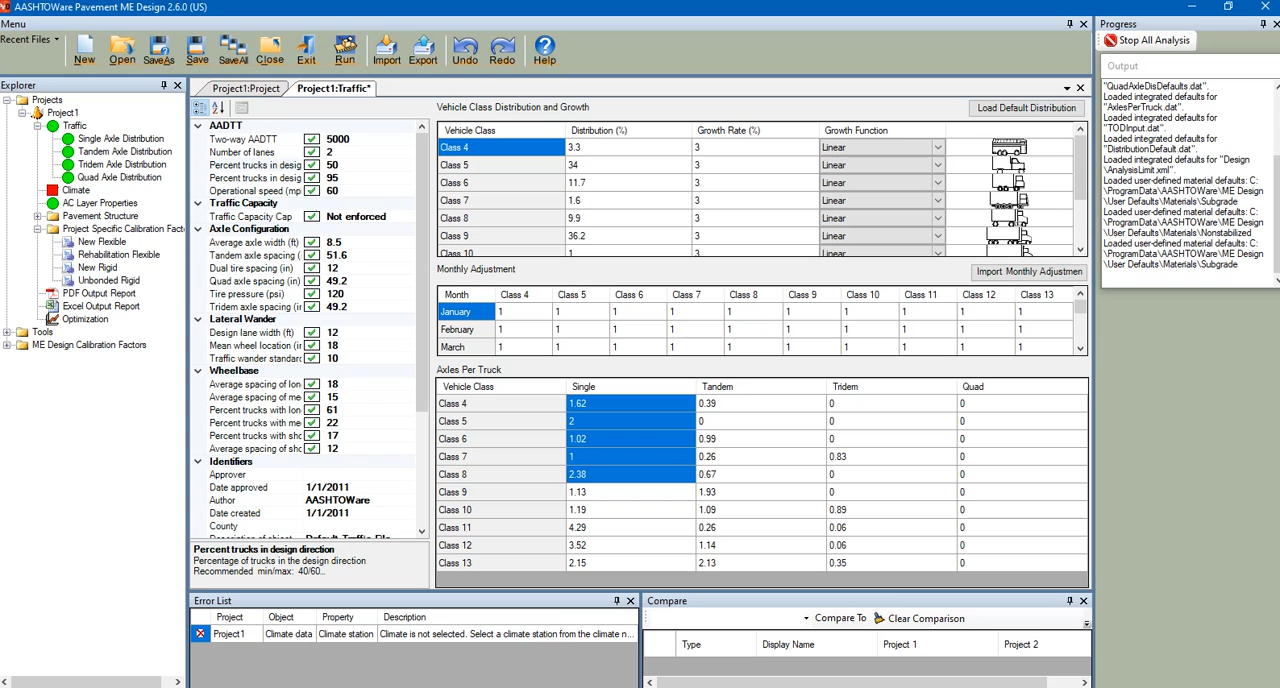 AASHTOWare Pavement ME Design 2.6.0 (US)
Menu
Recent Files
New Open SaveAs Save SaveAll Close Exit Run Import Export Undo Redo Help
Progress
Stop All Analysis
Output
"QuadAxleDisDefaults.dat".
Loaded integrated defaults for
"AxlesPerTruck.dat".
Loaded integrated defaults for
"TODInput.dat".
Loaded integrated defaults for
"DistributionDefault.dat".
Loaded integrated defaults for "Design
\AnalysisLimit.xml".
Loaded user-defined material defaults: C:
\ProgramData\AASHTOWare\ME Design
\User Defaults\Materials\Subgrade
Loaded user-defined material defaults: C:
\ProgramData\AASHTOWare\ME Design
\User Defaults\Materials\Nonstabilized
Loaded user-defined material defaults: C:
\ProgramData\AASHTOWare\ME Design
\User Defaults\Materials\Subgrade
Explorer
Projects
Project1
Traffic
Single Axle Distribution
Tandem Axle Distribution
Tridem Axle Distribution
Quad Axle Distribution
Climate
AC Layer Properties
Pavement Structure
Project Specific Calibration Facto
New Flexible
Rehabilitation Flexible
New Rigid
Unbonded Rigid
PDF Output Report
Excel Output Report
Optimization
Tools
ME Design Calibration Factors
Project1:Project
Project1:Traffic*
AADTT
Two-way AADTT 5000
Number of lanes 2
Percent trucks in desig 50
Percent trucks in desig 95
Operational speed (mp 60
Traffic Capacity
Traffic Capacity Cap Not enforced
Axle Configuration
Average axle width (ft) 8.5
Tandem axle spacing ( 51.6
Dual tire spacing (in) 12
Quad axle spacing (in) 49.2
Tire pressure (psi) 120
Tridem axle spacing (ir 49.2
Lateral Wander
Design lane width (ft) 12
Mean wheel location (ir 18
Traffic wander standarc 10
Wheelbase
Average spacing of lon 18
Average spacing of me 15
Percent trucks with lon 61
Percent trucks with me 22
Percent trucks with sho 17
Average spacing of sho 12
Identifiers
Approver
Date approved 1/1/2011
Author AASHTOWare
Date created 1/1/2011
County
Percent trucks in design direction
Percentage of trucks in the design direction
Recommended min/max: 40/60...
Vehicle Class Distribution and Growth
Load Default Distribution
Vehicle Class Distribution (%) Growth Rate (%) Growth Function
Class 4 3.3 3 Linear
Class 5 34 3 Linear
Class 6 11.7 3 Linear
Class 7 1.6 3 Linear
Class 8 9.9 3 Linear
Class 9 36.2 3 Linear
Class 10 1 3 Linear
Monthly Adjustment
Import Monthly Adjustmen
Month Class 4 Class 5 Class 6 Class 7 Class 8 Class 9 Class 10 Class 11 Class 12 Class 13
January 1 1 1 1 1 1 1 1 1 1
February 1 1 1 1 1 1 1 1 1 1
March 1 1 1 1 1 1 1 1 1 1
Axles Per Truck
Vehicle Class Single Tandem Tridem Quad
Class 4 1.62 0.39 0 0
Class 5 2 0 0 0
Class 6 1.02 0.99 0 0
Class 7 1 0.26 0.83 0
Class 8 2.38 0.67 0 0
Class 9 1.13 1.93 0 0
Class 10 1.19 1.09 0.89 0
Class 11 4.29 0.26 0.06 0
Class 12 3.52 1.14 0.06 0
Class 13 2.15 2.13 0.35 0
Error List
Project Object Property Description
Project1 Climate data Climate station Climate is not selected. Select a climate station from the climate n...
Compare
Compare To Clear Comparison
Type Display Name Project 1 Project 2